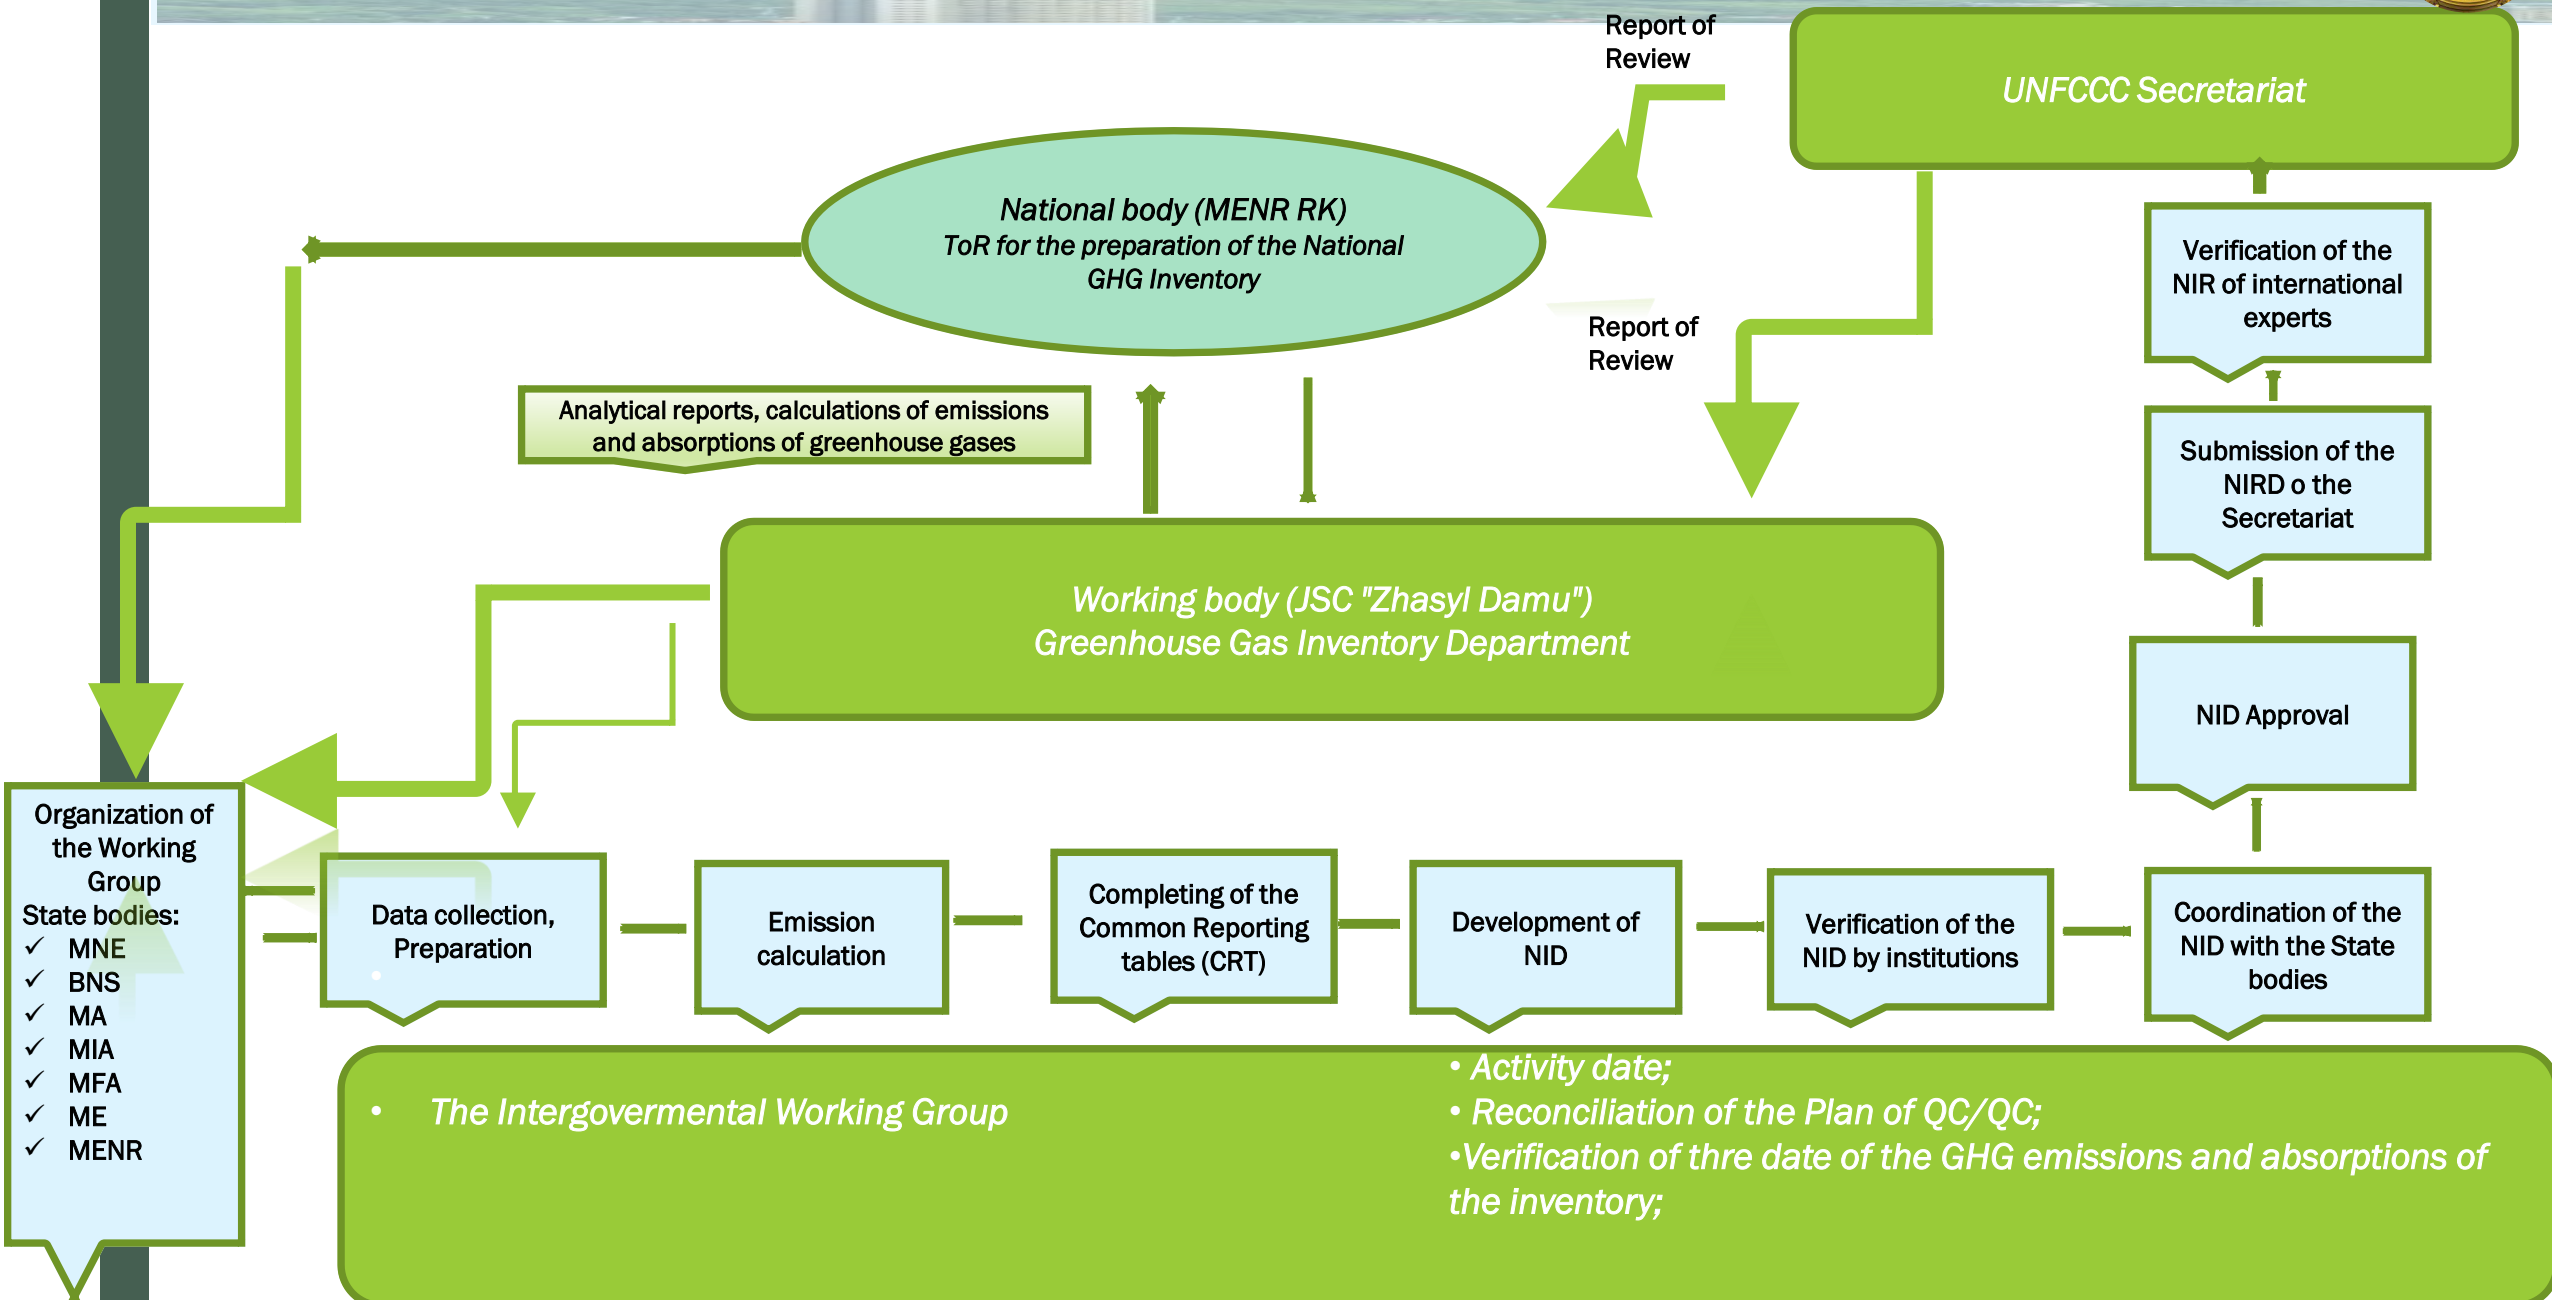 Report of
Review
UNFCCC Secretariat
National body (MENR RK)
ToR for the preparation of the National
GHG Inventory
Verification of the
NIR of international
experts
Report of
Review
Analytical reports, calculations of emissions
and absorptions of greenhouse gases
Submission of the
NIRD o the
Secretariat
Working body (JSC "Zhasyl Damu")
Greenhouse Gas Inventory Department
NID Approval
Organization of
the Working
Group
State bodies:
✓ MNE
✓ BNS
✓ MA
✓ MIA
✓ MFA
✓ ME
✓ MENR
Data collection,
Preparation
•
Emission
calculation
Completing of the
Common Reporting
tables (CRT)
Development of
NID
Verification of the
NID by institutions
Coordination of the
NID with the State
bodies
• The Intergovermental Working Group
• Activity date;
• Reconciliation of the Plan of QC/QC;
•Verification of thre date of the GHG emissions and absorptions of
the inventory;